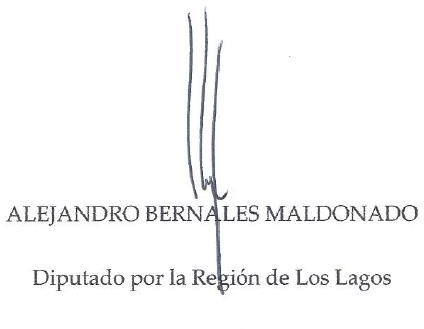 ALEJANDRO BERNALES MALDONADO
Diputado por la Región de Los Lagos